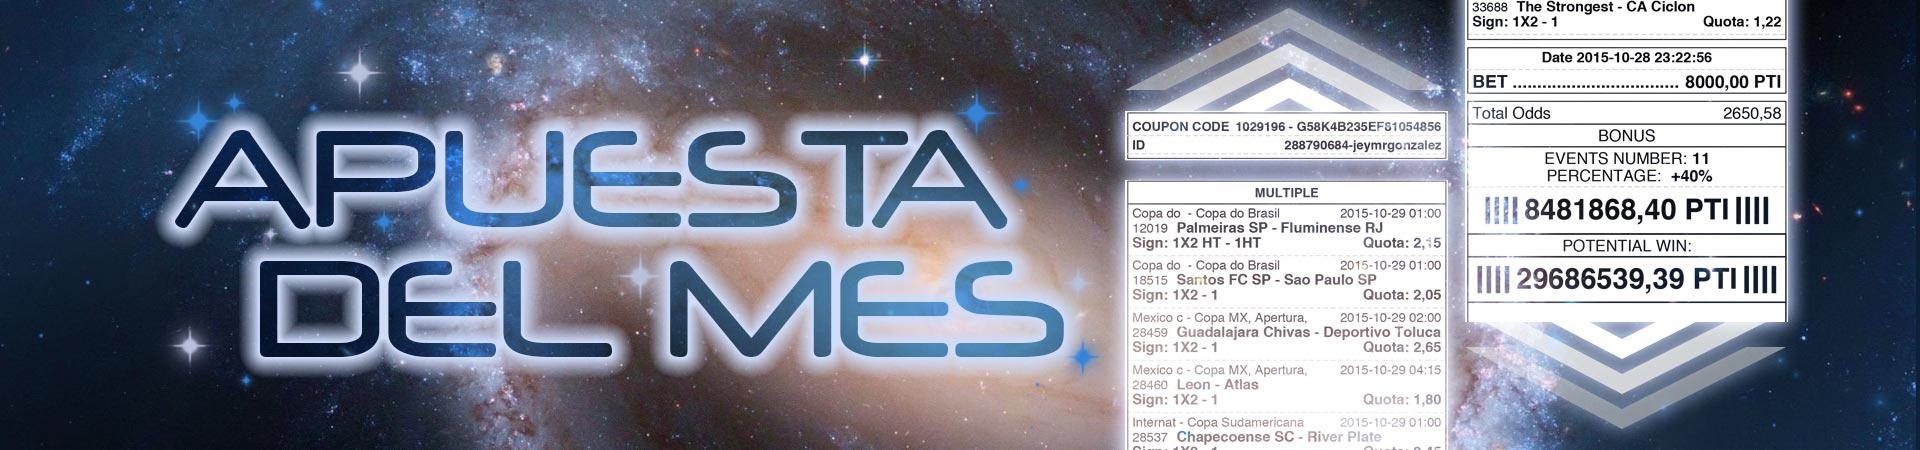 APUESTA
DEL MES
COUPON CODE 1029196 - G58K4B235EF81054856
ID 288790684-jeymrgonzalez
MULTIPLE
Copa do - Copa do Brasil 2015-10-29 01:00
12019 Palmeiras SP - Fluminense RJ
Sign: 1X2 HT - 1HT Quota: 2,15
Copa do - Copa do Brasil 2015-10-29 01:00
18515 Santos FC SP - Sao Paulo SP
Sign: 1X2 - 1 Quota: 2,05
Mexico c - Copa MX, Apertura, 2015-10-29 02:00
28459 Guadalajara Chivas - Deportivo Toluca
Sign: 1X2 - 1 Quota: 2,65
Mexico c - Copa MX, Apertura, 2015-10-29 04:15
28460 Leon - Atlas
Sign: 1X2 - 1 Quota: 1,80
Internat - Copa Sudamericana 2015-10-29 01:00
28537 Chapecoense SC - River Plate
33688 The Strongest - CA Ciclon
Sign: 1X2 - 1 Quota: 1,22
Date 2015-10-28 23:22:56
BET .................................. 8000,00 PTI
Total Odds 2650,58
BONUS
EVENTS NUMBER: 11
PERCENTAGE: +40%
8481868,40 PTI
POTENTIAL WIN:
29686539,39 PTI